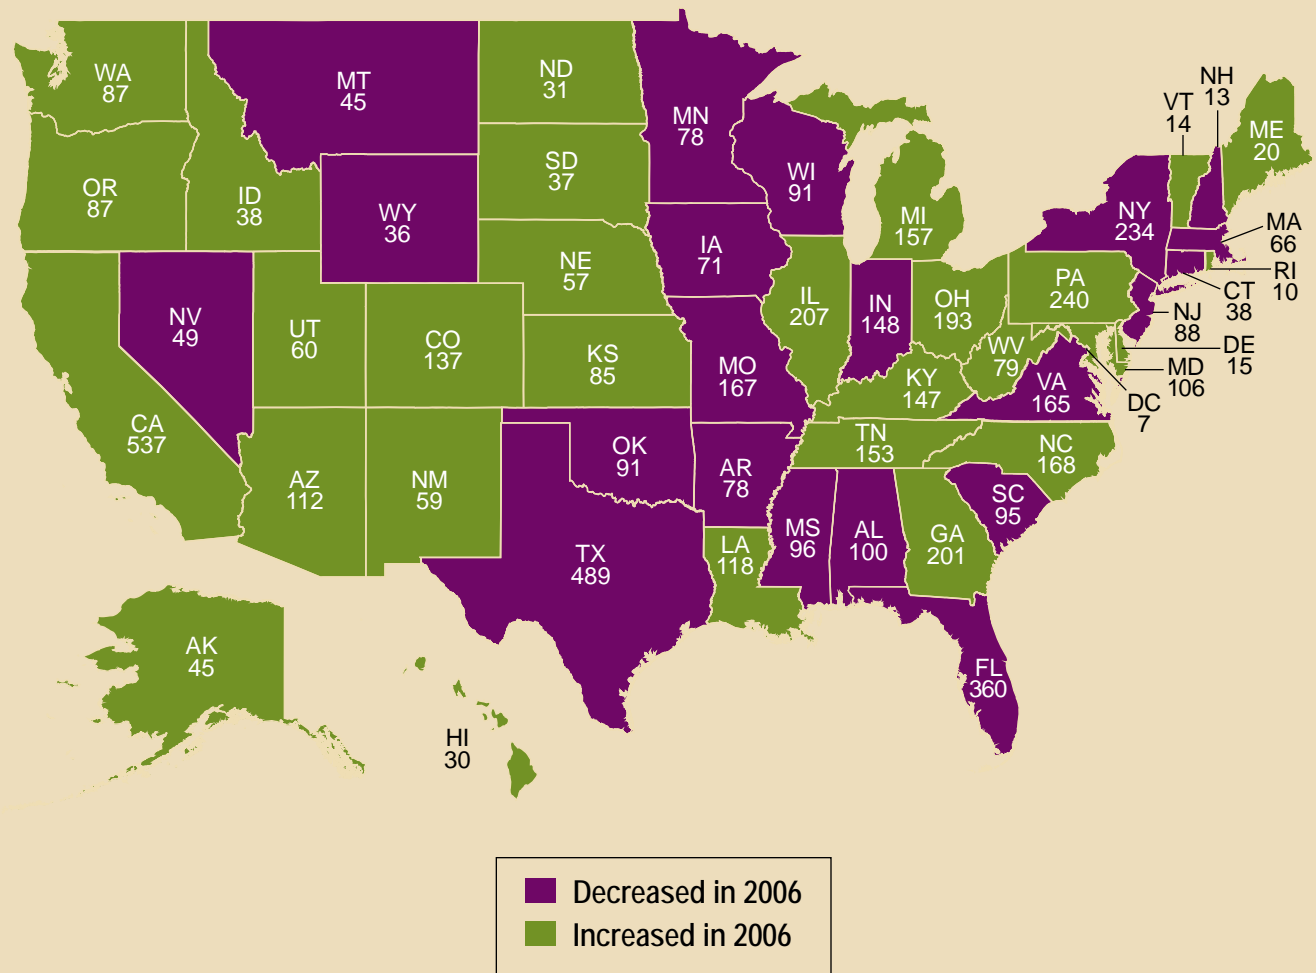 WA
87
MT
45
ND
31
MN
78
NH
13
VT
14
ME
20
OR
87
ID
38
WY
36
SD
37
WI
91
MI
157
NY
234
MA
66
RI
10
CT
38
NJ
88
DE
15
MD
106
DC
7
NV
49
UT
60
CO
137
NE
57
KS
85
IA
71
IL
207
IN
148
OH
193
PA
240
WV
79
VA
165
MO
167
KY
147
CA
537
AZ
112
NM
59
OK
91
AR
78
TN
153
NC
168
SC
95
TX
489
LA
118
MS
96
AL
100
GA
201
FL
360
AK
45
HI
30
Decreased in 2006
Increased in 2006